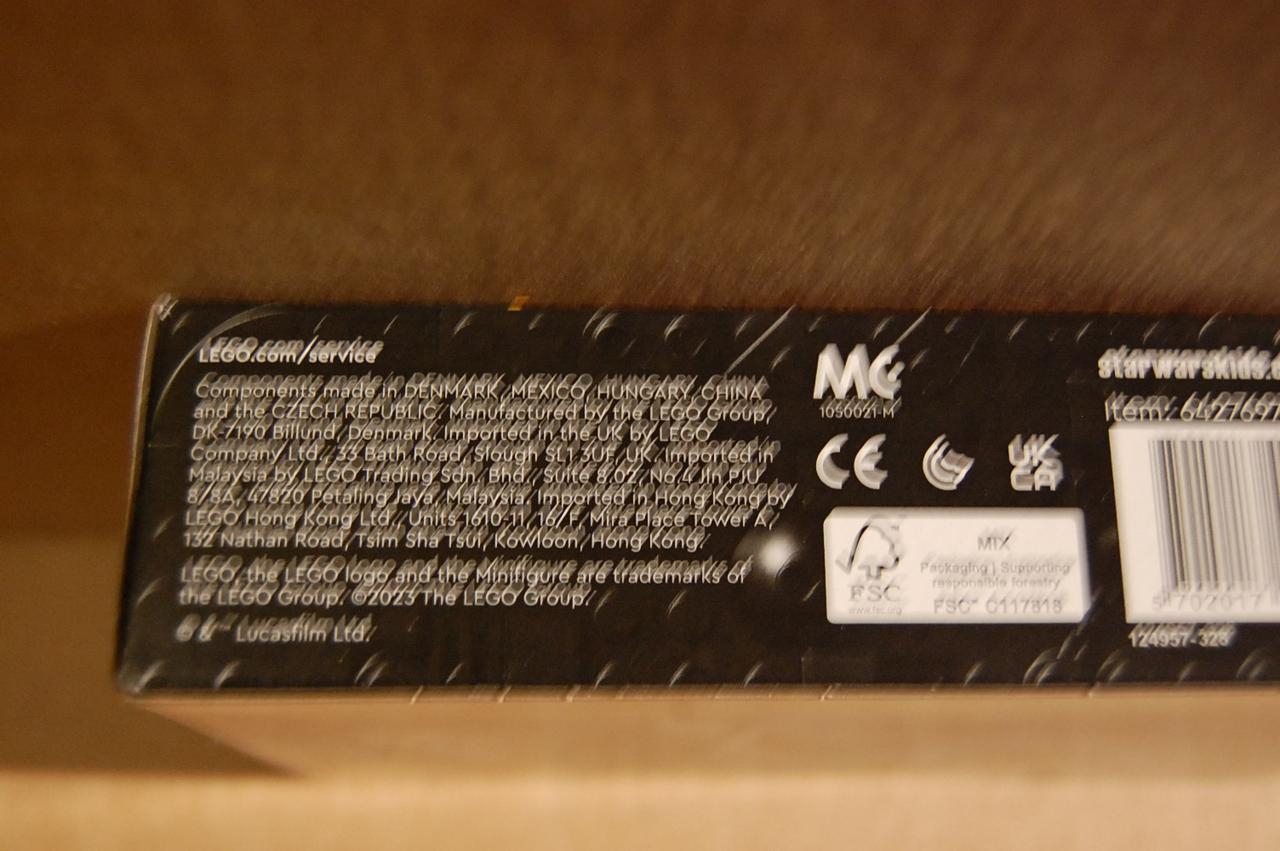 LEGO.com/service
Components made in DENMARK, MEXICO, HUNGARY, CHINA
and the CZECH REPUBLIC. Manufactured by the LEGO Group,
DK-7190 Billund, Denmark. Imported in the UK by LEGO
Company Ltd., 33 Bath Road, Slough SL1 3UF, UK. Imported in
Malaysia by LEGO Trading Sdn. Bhd., Suite 8.02, No.4 Jln PJU
8/8A, 47820 Petaling Jaya, Malaysia. Imported in Hong Kong by
LEGO Hong Kong Ltd., Units 1610-11, 16/F, Mira Place Tower A,
132 Nathan Road, Tsim Sha Tsui, Kowloon, Hong Kong.
LEGO, the LEGO logo and the Minifigure are trademarks of
the LEGO Group. ©2023 The LEGO Group.
© & ™ Lucasfilm Ltd.
MC
1050021-M
CE
UK
CA
FSC
www.fsc.org
MIX
Packaging | Supporting
responsible forestry
FSC™ C117818
starwarskids.
Item:
5 702017
124957-328